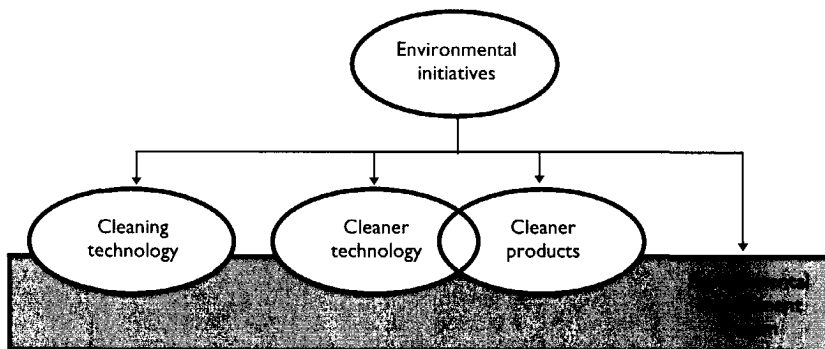 Environmental
initiatives
Cleaning
technology
Cleaner
technology
Cleaner
products